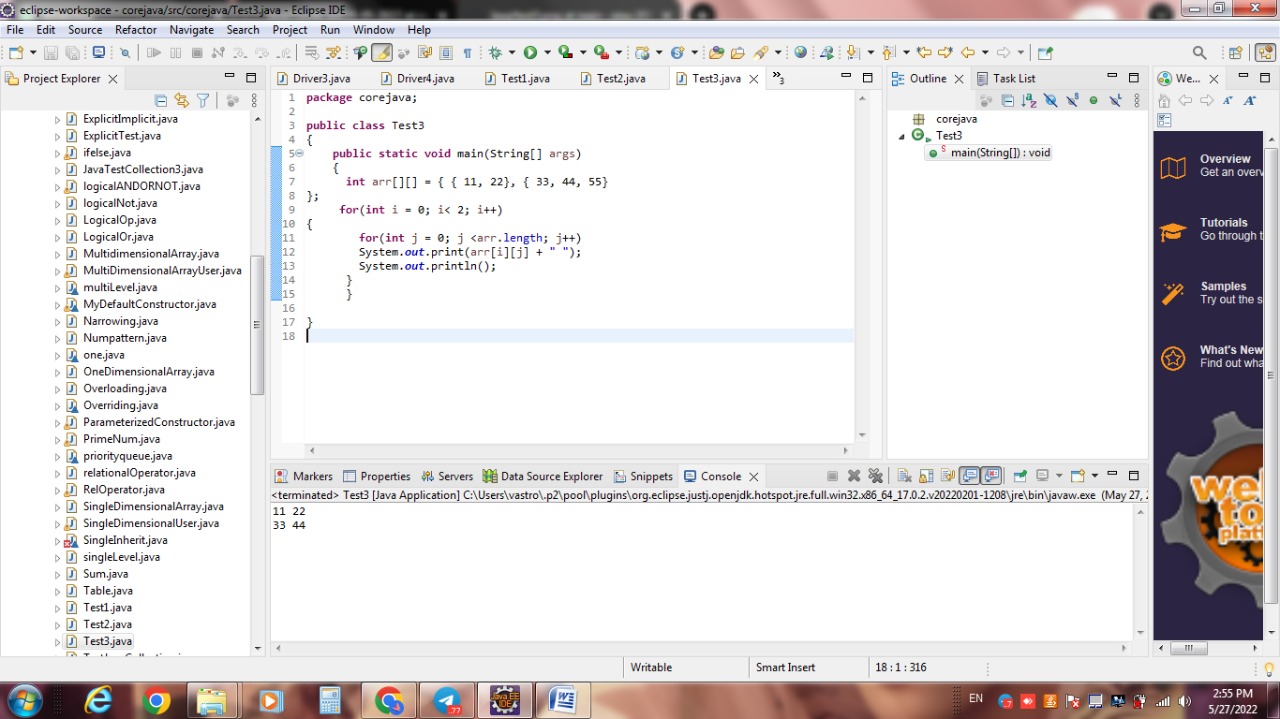 eclipse-workspace - corejava/src/corejava/Test3.java - Eclipse IDE
File Edit Source Refactor Navigate Search Project Run Window Help
Project Explorer
ExplicitImplicit.java
ExplicitTest.java
ifelse.java
JavaTestCollection3.java
logicalANDORNOT.java
logicalNot.java
LogicalOp.java
LogicalOr.java
MultidimensionalArray.java
MultiDimensionalArrayUser.java
multiLevel.java
MyDefaultConstructor.java
Narrowing.java
Numpattern.java
one.java
OneDimensionalArray.java
Overloading.java
Overriding.java
ParameterizedConstructor.java
PrimeNum.java
priorityqueue.java
relationalOperator.java
RelOperator.java
SingleDimensionalArray.java
SingleDimensionalUser.java
SingleInherit.java
singleLevel.java
Sum.java
Table.java
Test1.java
Test2.java
Test3.java
Driver3.java Driver4.java Test1.java Test2.java Test3.java »3
1 package corejava;
2
3 public class Test3
4 {
5 public static void main(String[] args)
6 {
7 int arr[][] = { { 11, 22}, { 33, 44, 55}
8 };
9 for(int i = 0; i< 2; i++)
10 {
11 for(int j = 0; j <arr.length; j++)
12 System.out.print(arr[i][j] + " ");
13 System.out.println();
14 }
15 }
16
17 }
18
Outline Task List
corejava
Test3
main(String[]) : void
We...
Overview
Get an overv
Tutorials
Go through t
Samples
Try out the s
What's New
Find out wha
Markers Properties Servers Data Source Explorer Snippets Console
<terminated> Test3 [Java Application] C:\Users\vastro\.p2\pool\plugins\org.eclipse.justj.openjdk.hotspot.jre.full.win32.x86_64_17.0.2.v20220201-1208\jre\bin\javaw.exe (May 27, 2
11 22
33 44
Writable Smart Insert 18 : 1 : 316
EN
2:55 PM
5/27/2022